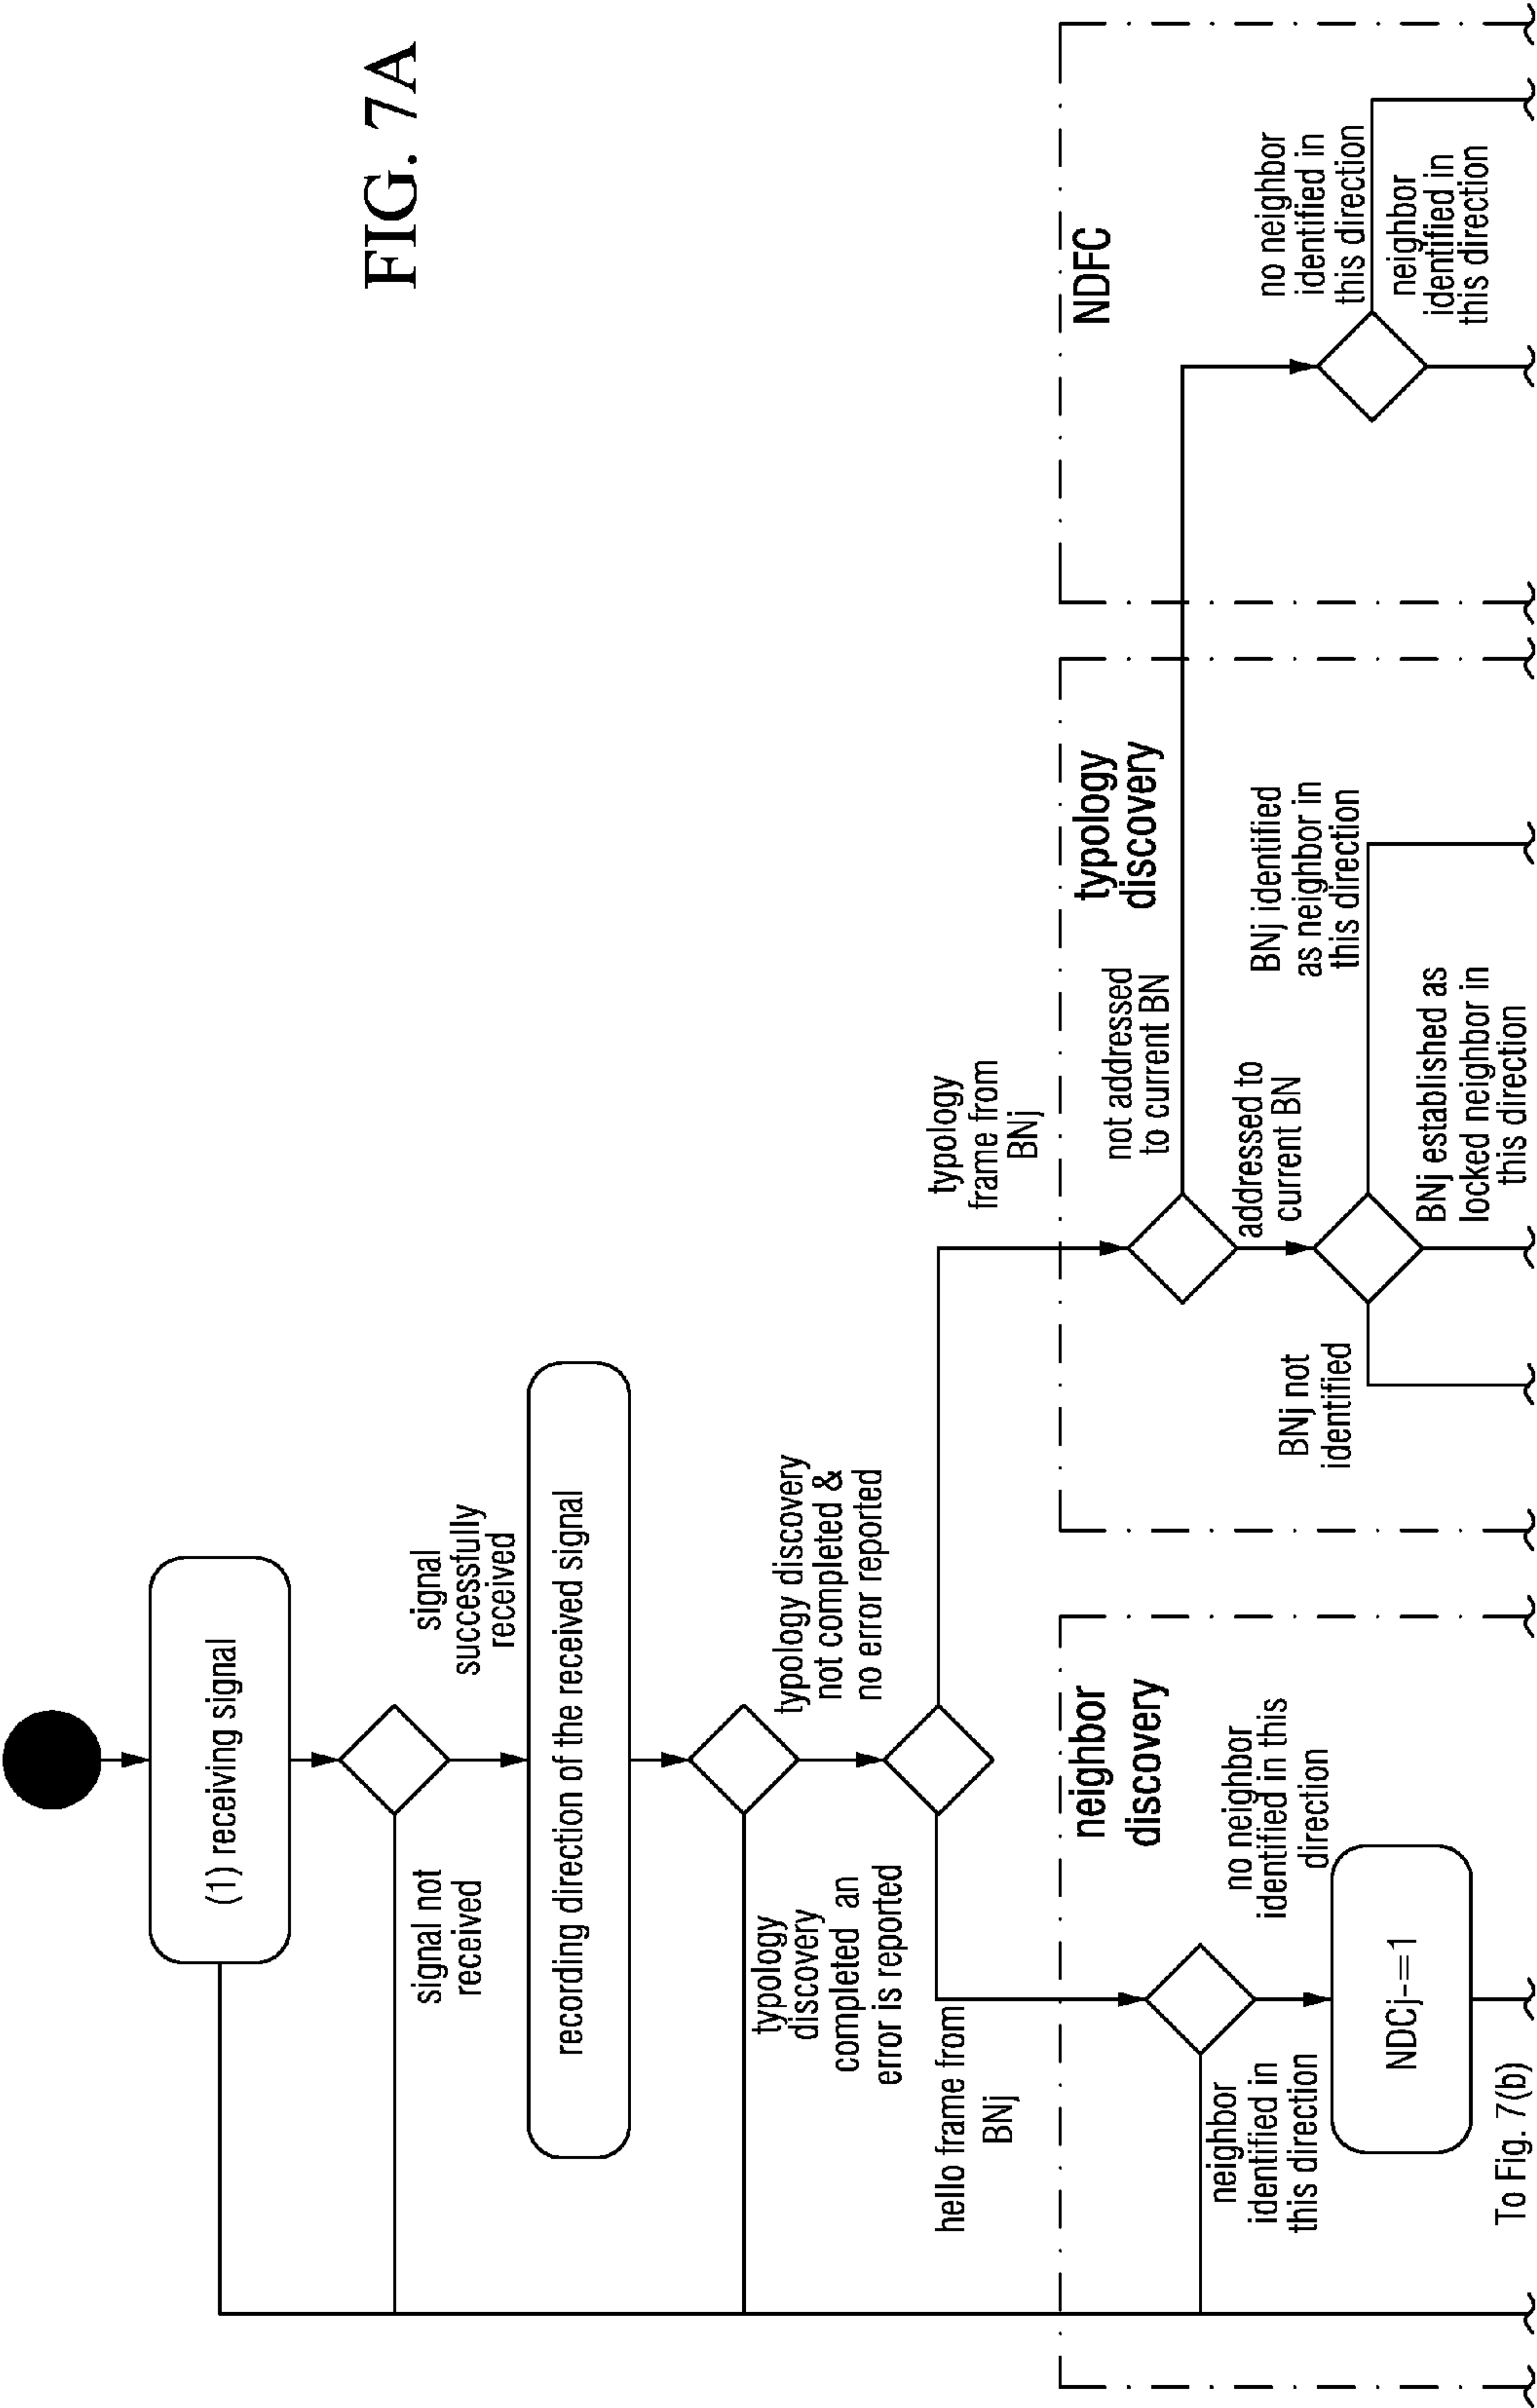 FIG. 7A
(1) receiving signal
signal not
received
signal
successfully
received
recording direction of the received signal
typology
discovery
completed an
error is reported
typology discovery
not completed &
no error reported
hello frame from
BNj
typology
frame from
BNj
neighbor
discovery
neighbor
identified in
this direction
no neighbor
identified in this
direction
NDCj-=1
To Fig. 7(b)
typology
discovery
not addressed
to current BN
addressed to
current BN
BNj not
identified
BNj identified
as neighbor in
this direction
BNj established as
locked neighbor in
this direction
NDFC
no neighbor
identified in
this direction
neighbor
identified in
this direction